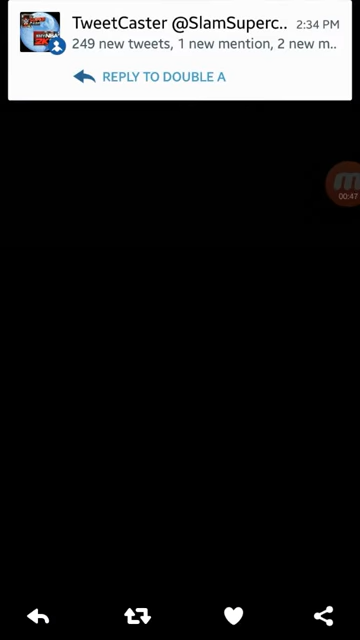 TweetCaster @SlamSuperc..
2:34 PM
249 new tweets, 1 new mention, 2 new m..
REPLY TO DOUBLE A
00:47